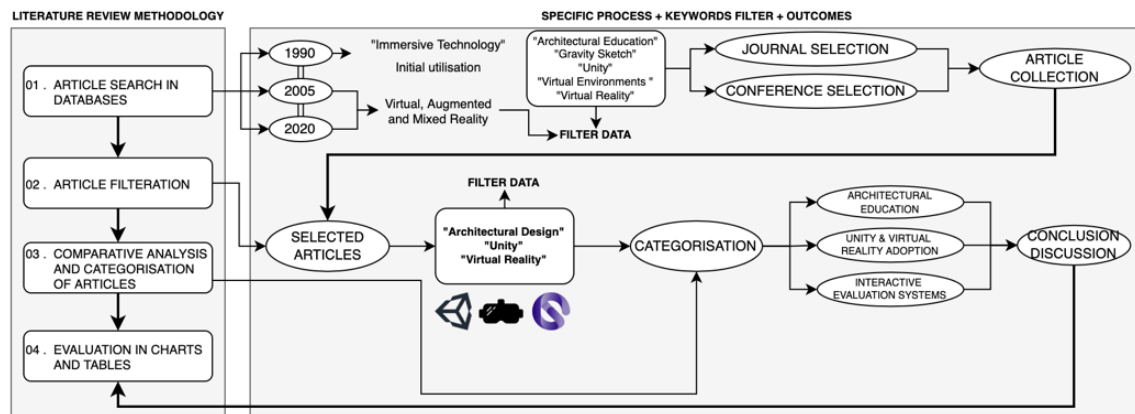 LITERATURE REVIEW METHODOLOGY
SPECIFIC PROCESS + KEYWORDS FILTER + OUTCOMES
01 . ARTICLE SEARCH IN
DATABASES
02 . ARTICLE FILTERATION
03 . COMPARATIVE ANALYSIS
AND CATEGORISATION
OF ARTICLES
04 . EVALUATION IN CHARTS
AND TABLES
1990
2005
2020
"Immersive Technology"
Initial utilisation
Virtual, Augmented
and Mixed Reality
"Architectural Education"
"Gravity Sketch"
"Unity"
"Virtual Environments "
"Virtual Reality"
FILTER DATA
JOURNAL SELECTION
CONFERENCE SELECTION
ARTICLE
COLLECTION
SELECTED
ARTICLES
FILTER DATA
"Architectural Design"
"Unity"
"Virtual Reality"
CATEGORISATION
ARCHITECTURAL
EDUCATION
UNITY & VIRTUAL
REALITY ADOPTION
INTERACTIVE
EVALUATION SYSTEMS
CONCLUSION
DISCUSSION